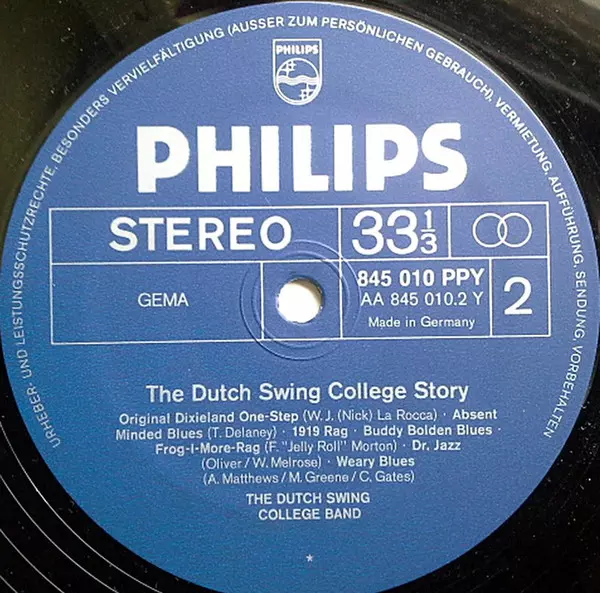 URHEBER- UND LEISTUNGSSCHUTZRECHTE, BESONDERS VERVIELFÄLTIGUNG (AUSSER ZUM PERSÖNLICHEN GEBRAUCH), VERMIETUNG, AUFFÜHRUNG, SENDUNG, VORBEHALTEN
PHILIPS
PHILIPS
STEREO 33 1/3
845 010 PPY
GEMA AA 845 010.2 Y 2
Made in Germany
The Dutch Swing College Story
Original Dixieland One-Step (W. J. (Nick) La Rocca) · Absent
Minded Blues (T. Delaney) · 1919 Rag · Buddy Bolden Blues ·
Frog-I-More-Rag (F. "Jelly Roll" Morton) · Dr. Jazz
(Oliver/W. Melrose) · Weary Blues
(A. Matthews/M. Greene/C. Gates)
THE DUTCH SWING
COLLEGE BAND
*